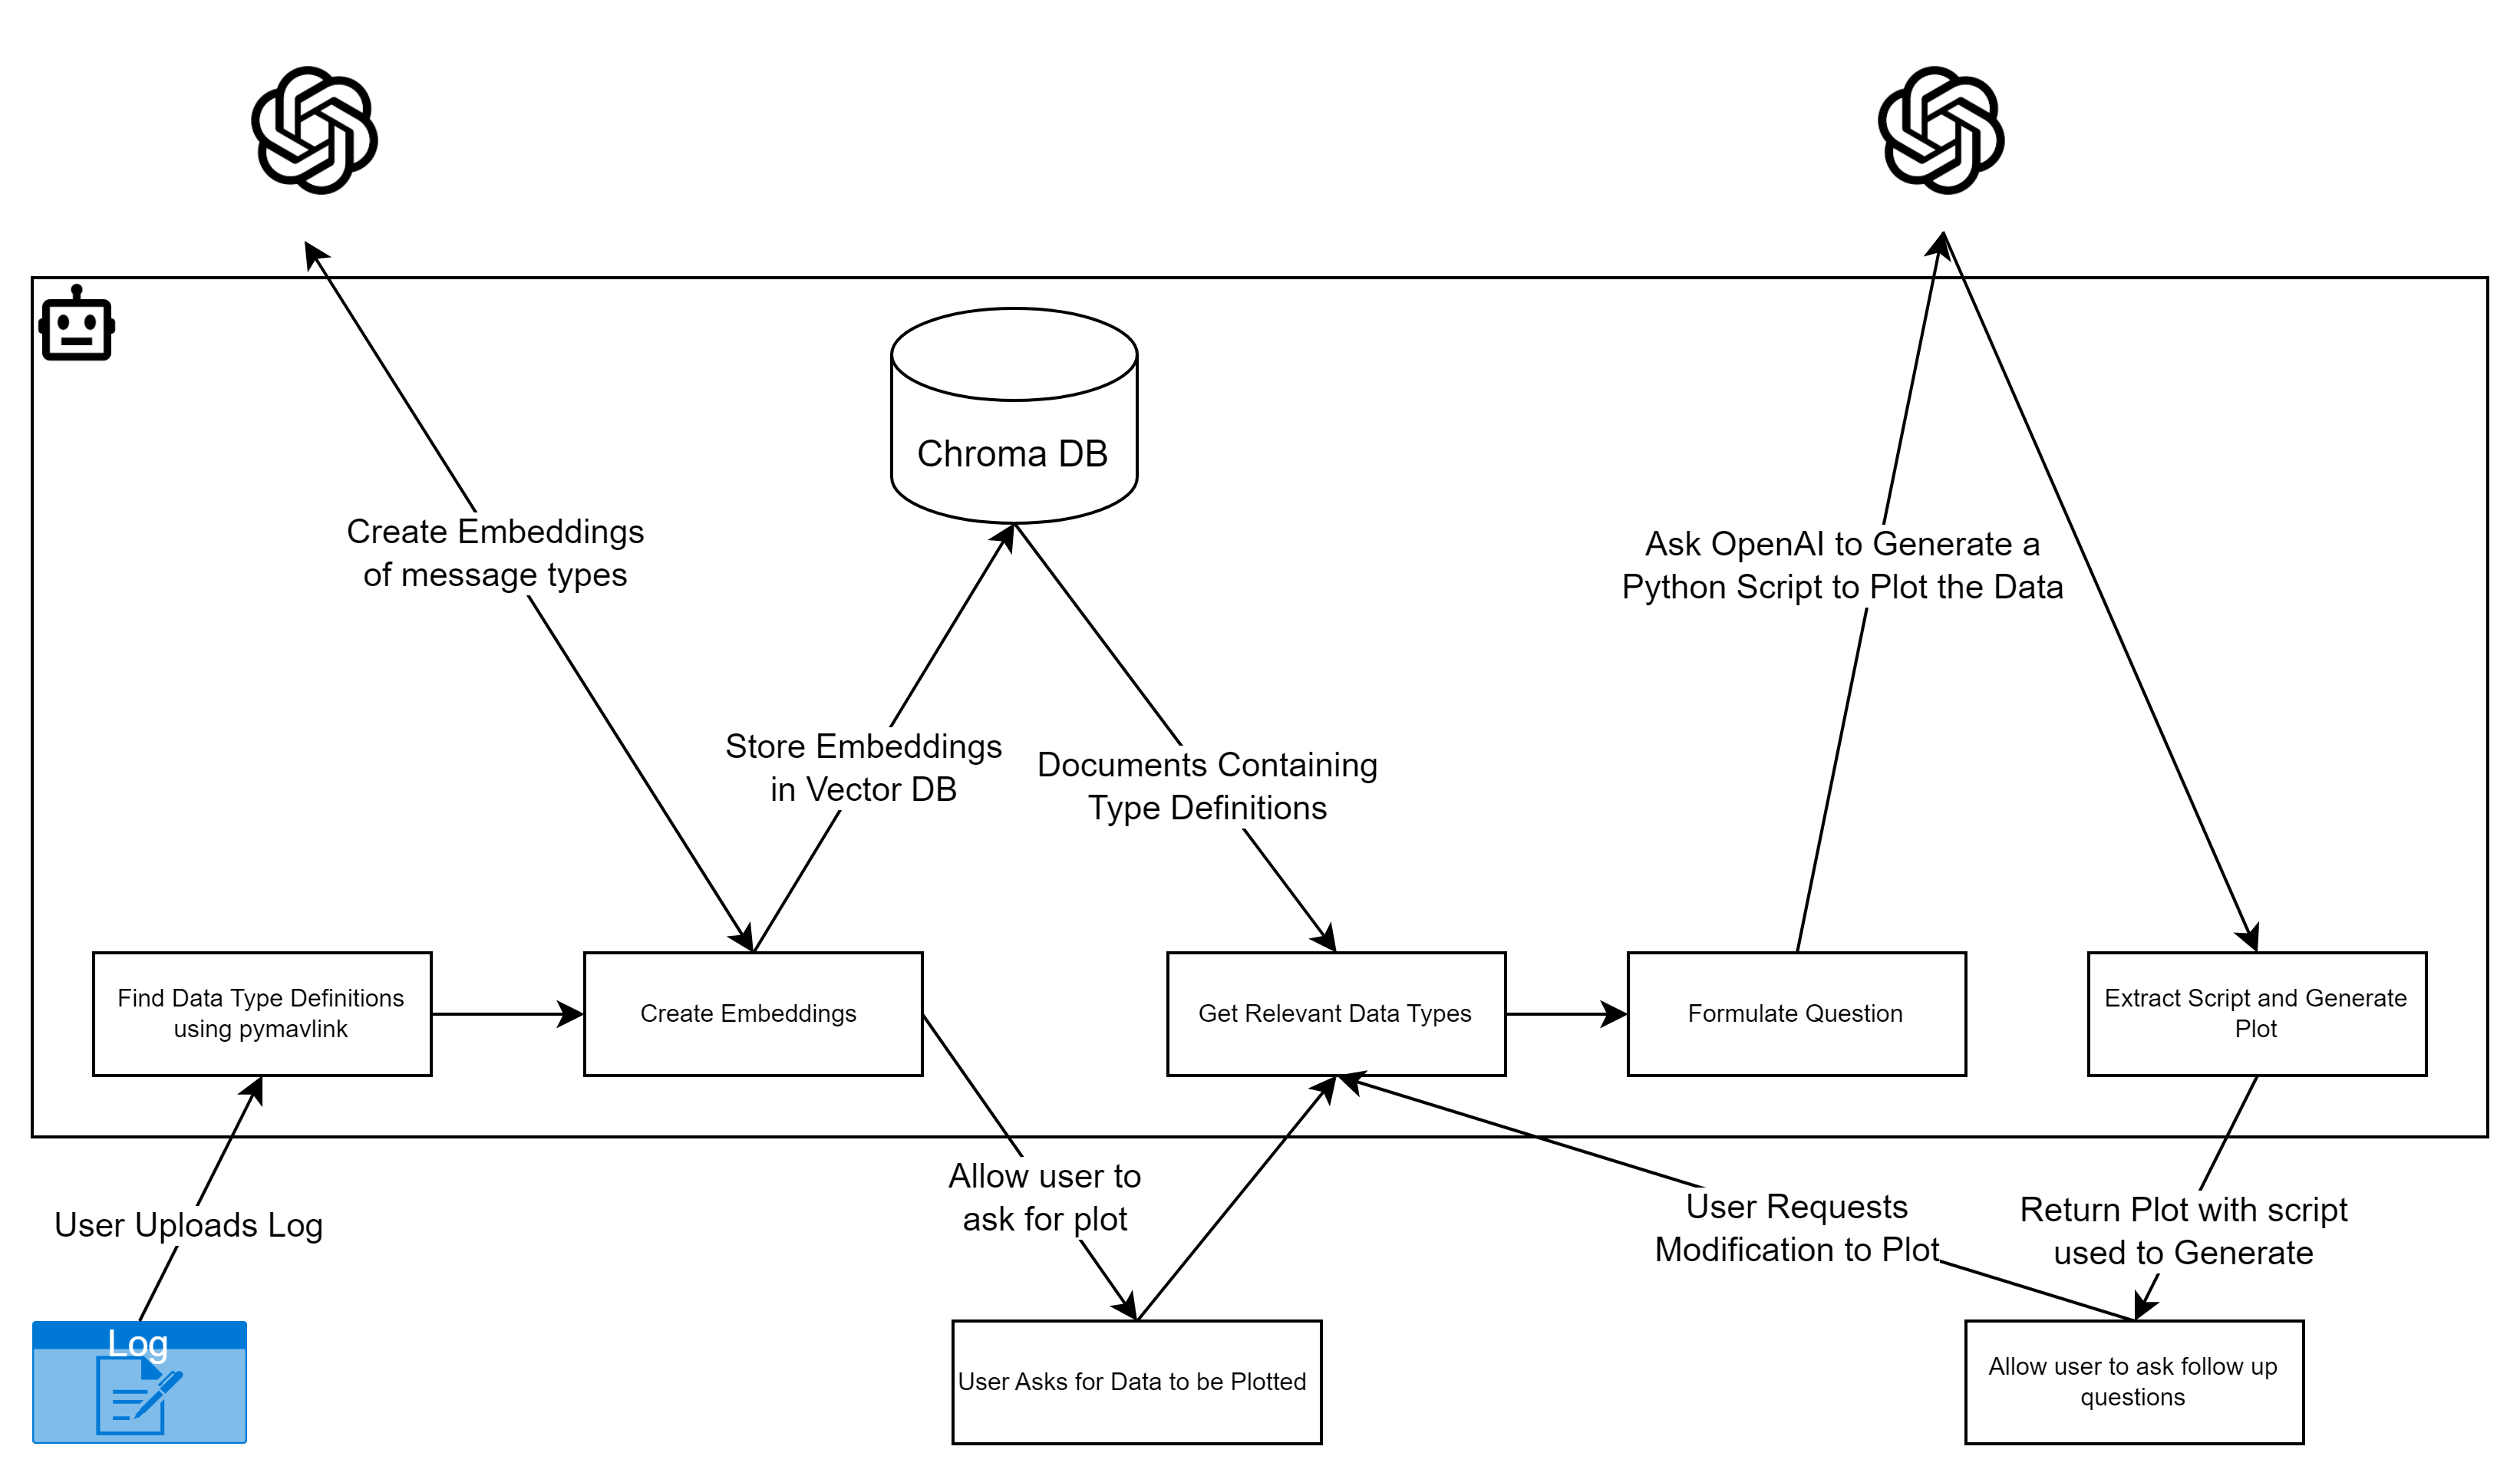 Chroma DB
Create Embeddings
of message types
Ask OpenAI to Generate a
Python Script to Plot the Data
Store Embeddings
in Vector DB
Documents Containing
Type Definitions
Find Data Type Definitions
using pymavlink
Create Embeddings
Get Relevant Data Types
Formulate Question
Extract Script and Generate
Plot
User Uploads Log
Allow user to
ask for plot
User Requests
Modification to Plot
Return Plot with script
used to Generate
Log
User Asks for Data to be Plotted
Allow user to ask follow up
questions